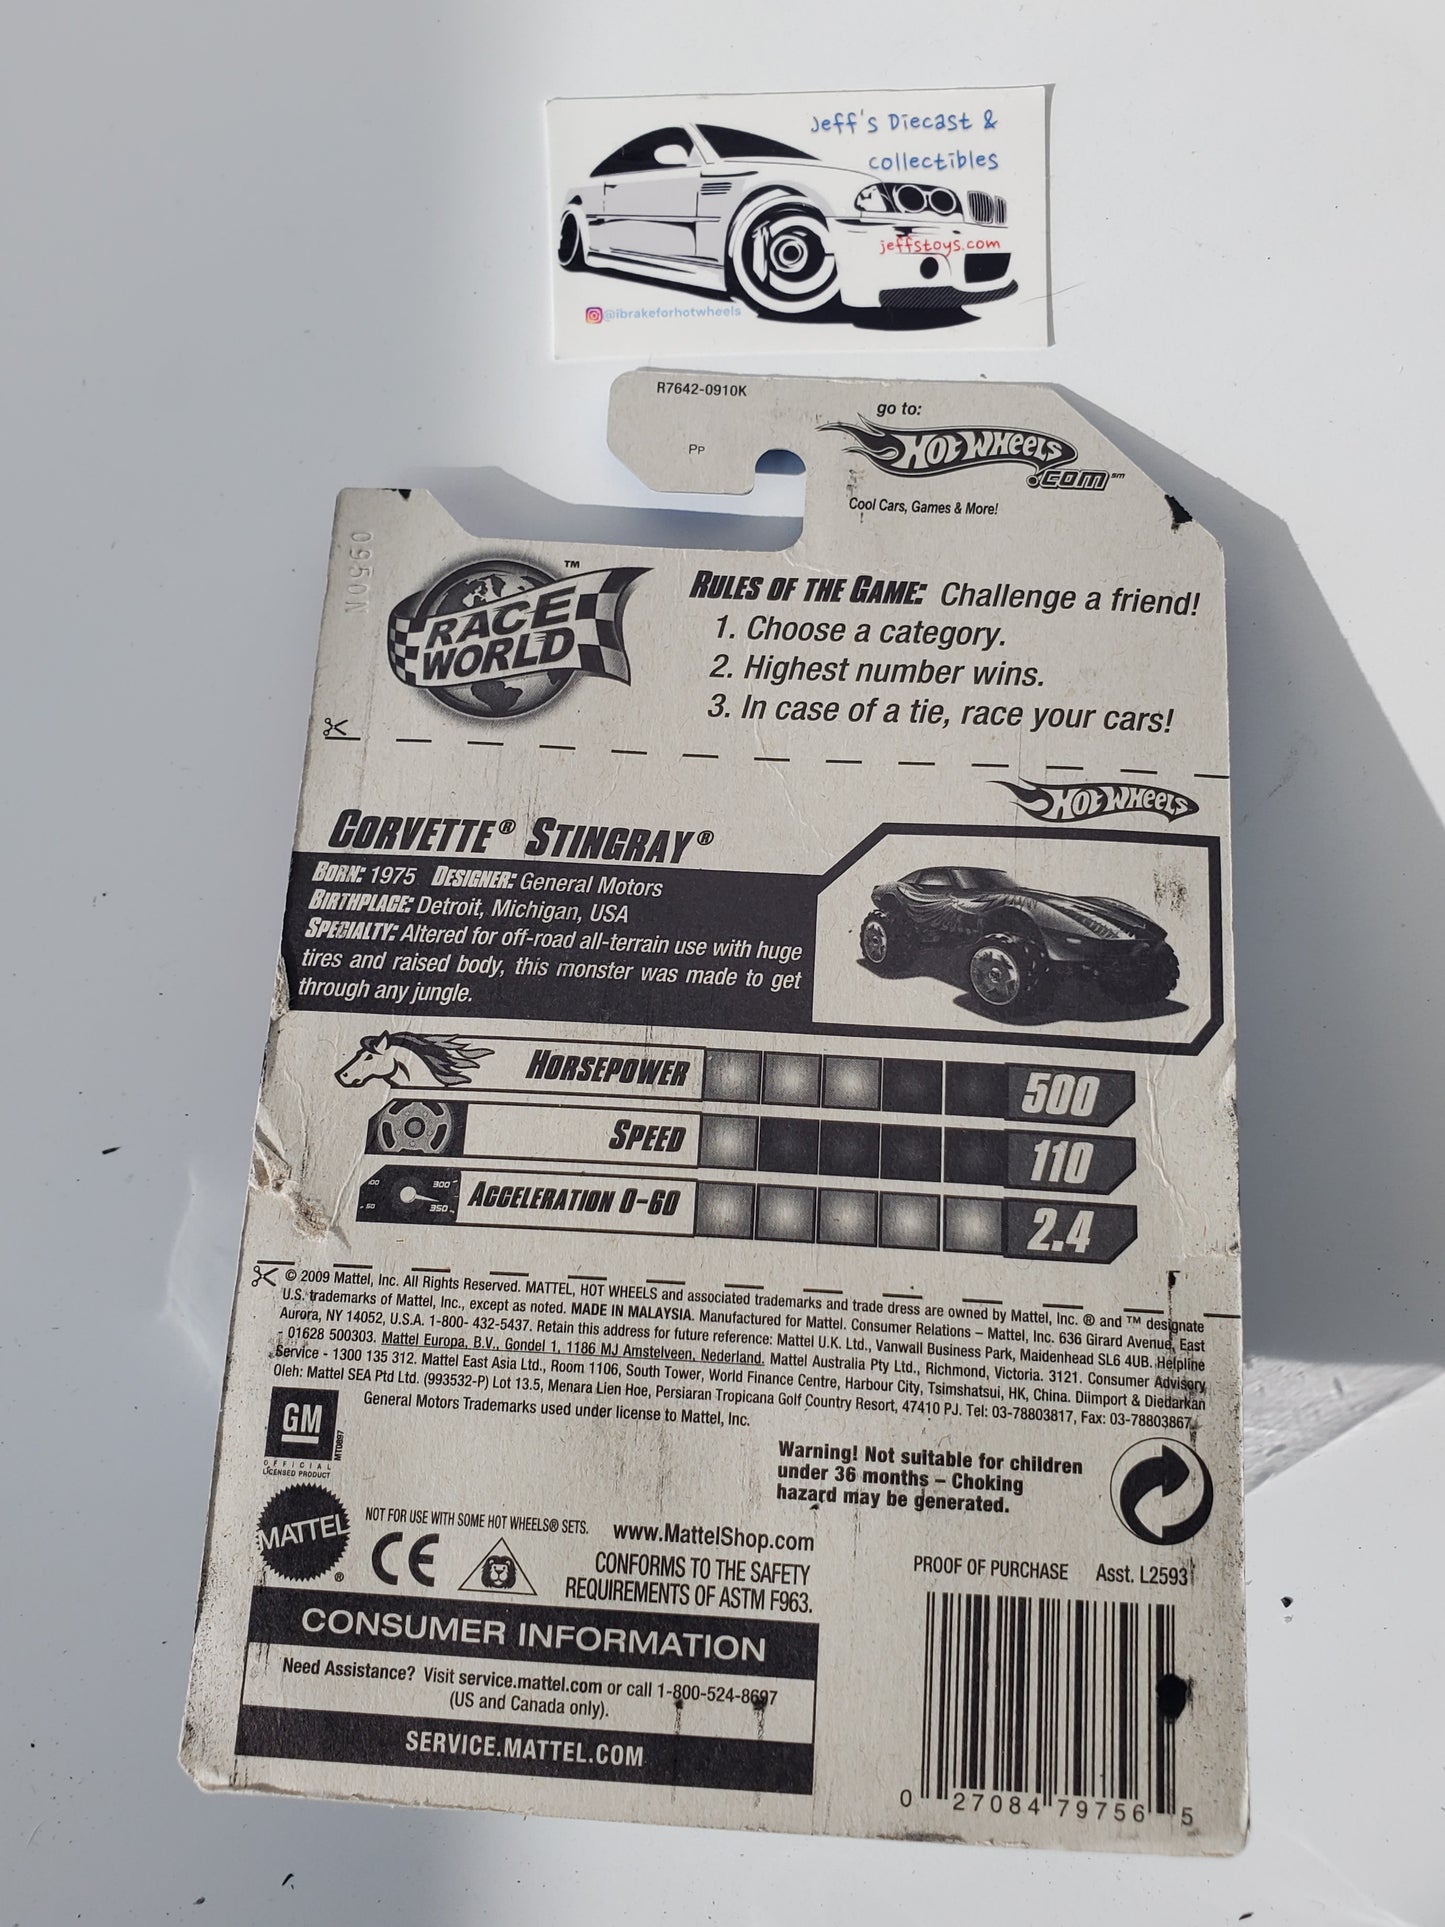 Jeff's Diecast &
collectibles
jeffstoys.com
@ibrakeforhotwheels
R7642-0910K
PP
go to:
HOT WHEELS
.COM℠
Cool Cars, Games & More!
0950N
RACE
WORLD™
RULES OF THE GAME: Challenge a friend!
1. Choose a category.
2. Highest number wins.
3. In case of a tie, race your cars!
HOT WHEELS
CORVETTE® STINGRAY®
BORN: 1975 DESIGNER: General Motors
BIRTHPLACE: Detroit, Michigan, USA
SPECIALTY: Altered for off-road all-terrain use with huge
tires and raised body, this monster was made to get
through any jungle.
HORSEPOWER 500
SPEED 110
300
50 350
ACCELERATION 0-60 2.4
© 2009 Mattel, Inc. All Rights Reserved. MATTEL, HOT WHEELS and associated trademarks and trade dress are owned by Mattel, Inc. ® and ™ designate
U.S. trademarks of Mattel, Inc., except as noted. MADE IN MALAYSIA. Manufactured for Mattel. Consumer Relations – Mattel, Inc. 636 Girard Avenue, East
Aurora, NY 14052, U.S.A. 1-800- 432-5437. Retain this address for future reference: Mattel U.K. Ltd., Vanwall Business Park, Maidenhead SL6 4UB. Helpline
- 01628 500303. Mattel Europa, B.V., Gondel 1, 1186 MJ Amstelveen, Nederland. Mattel Australia Pty Ltd., Richmond, Victoria. 3121. Consumer Advisory
Service - 1300 135 312. Mattel East Asia Ltd., Room 1106, South Tower, World Finance Centre, Harbour City, Tsimshatsui, HK, China. Diimport & Diedarkan
Oleh: Mattel SEA Ptd Ltd. (993532-P) Lot 13.5, Menara Lien Hoe, Persiaran Tropicana Golf Country Resort, 47410 PJ. Tel: 03-78803817, Fax: 03-78803867.
General Motors Trademarks used under license to Mattel, Inc.
GM
OFFICIAL
LICENSED PRODUCT
MT0897
Warning! Not suitable for children
under 36 months – Choking
hazard may be generated.
MATTEL®
NOT FOR USE WITH SOME HOT WHEELS® SETS.
www.MattelShop.com
CE
CONFORMS TO THE SAFETY
REQUIREMENTS OF ASTM F963.
PROOF OF PURCHASE Asst. L2593
CONSUMER INFORMATION
Need Assistance? Visit service.mattel.com or call 1-800-524-8697
(US and Canada only).
SERVICE.MATTEL.COM
0 27084 79756 5